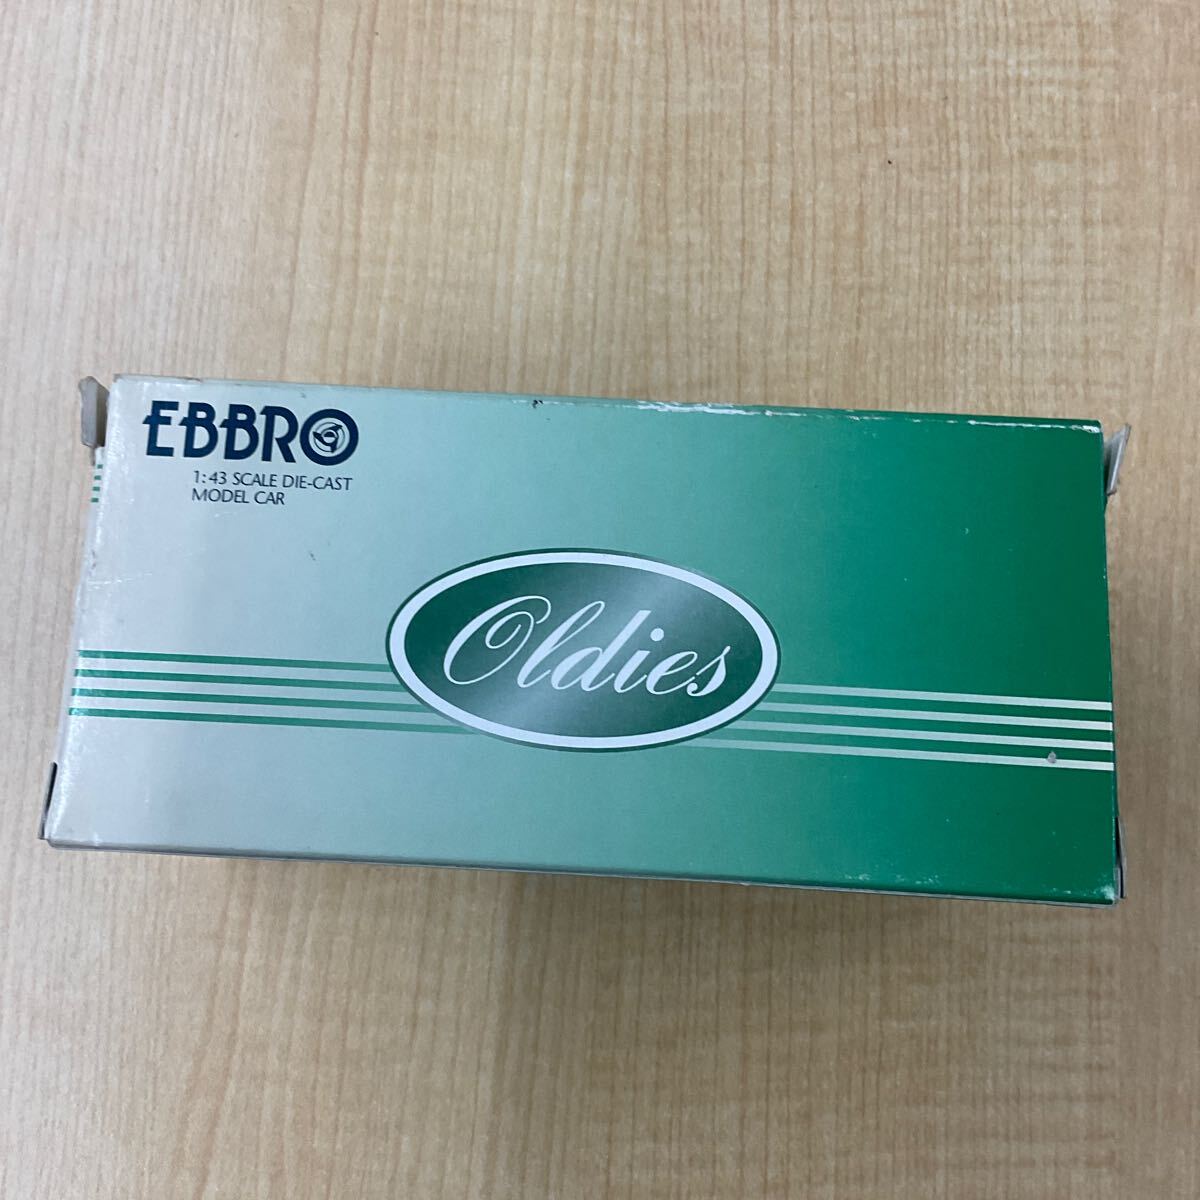 EBBRO
1:43 SCALE DIE-CAST
MODEL CAR
Oldies